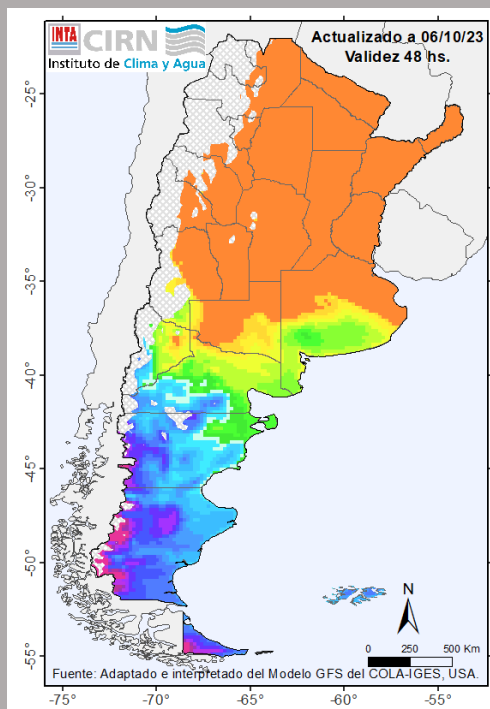 INTA CIRN
Instituto de Clima y Agua
Actualizado a 06/10/23
Validez 48 hs.
-25°
-30°
-35°
-40°
-45°
-50°
-55°
N
0 250 500 Km
Fuente: Adaptado e interpretado del Modelo GFS del COLA-IGES, USA.
-75° -70° -65° -60° -55°